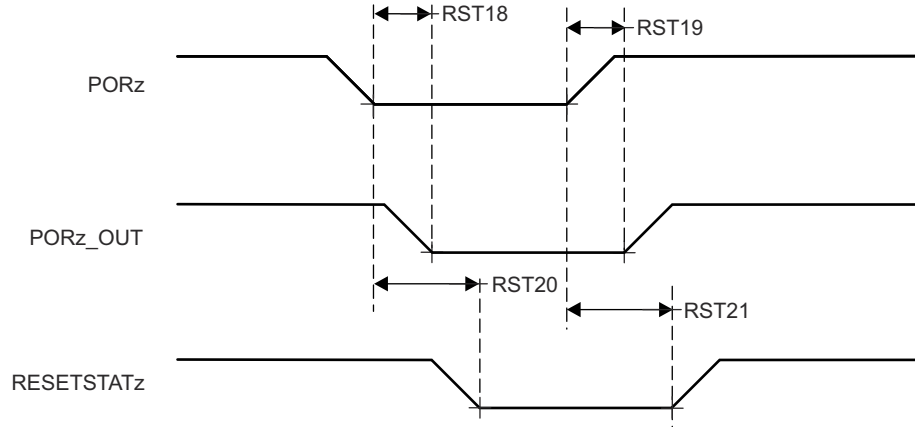 RST18
RST19
PORz
PORz_OUT
RST20
RST21
RESETSTATz